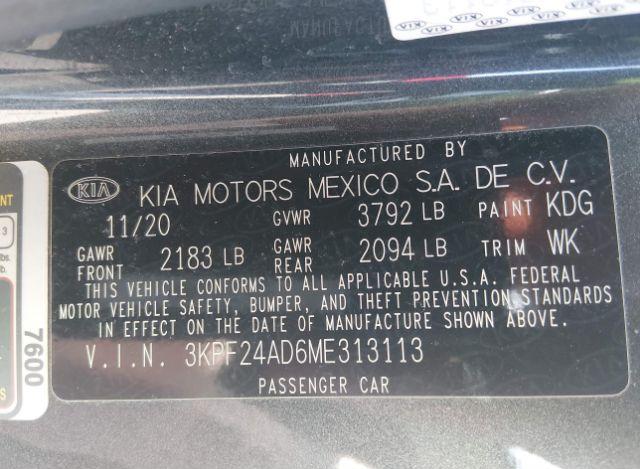 MANUFACTURED BY
KIA KIA MOTORS MEXICO S.A. DE C.V.
11/20 GVWR 3792 LB PAINT KDG
GAWR FRONT 2183 LB GAWR REAR 2094 LB TRIM WK
THIS VEHICLE CONFORMS TO ALL APPLICABLE U.S.A. FEDERAL
MOTOR VEHICLE SAFETY, BUMPER, AND THEFT PREVENTION STANDARDS
IN EFFECT ON THE DATE OF MANUFACTURE SHOWN ABOVE.
V.I.N. 3KPF24AD6ME313113
PASSENGER CAR
7600